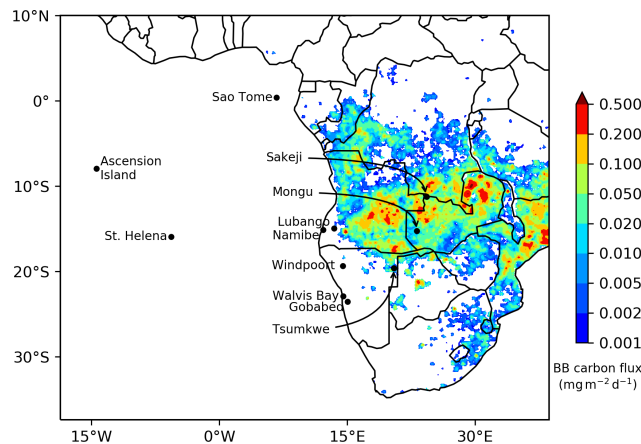 10°N
0°
10°S
20°S
30°S
15°W
0°W
15°E
30°E
Sao Tome
Ascension
Island
St. Helena
Sakeji
Mongu
Lubango
Namibe
Windpoort
Walvis Bay
Gobabeb
Tsumkwe
0.500
0.200
0.100
0.050
0.020
0.010
0.005
0.002
0.001
BB carbon flux
(mg m⁻² d⁻¹)